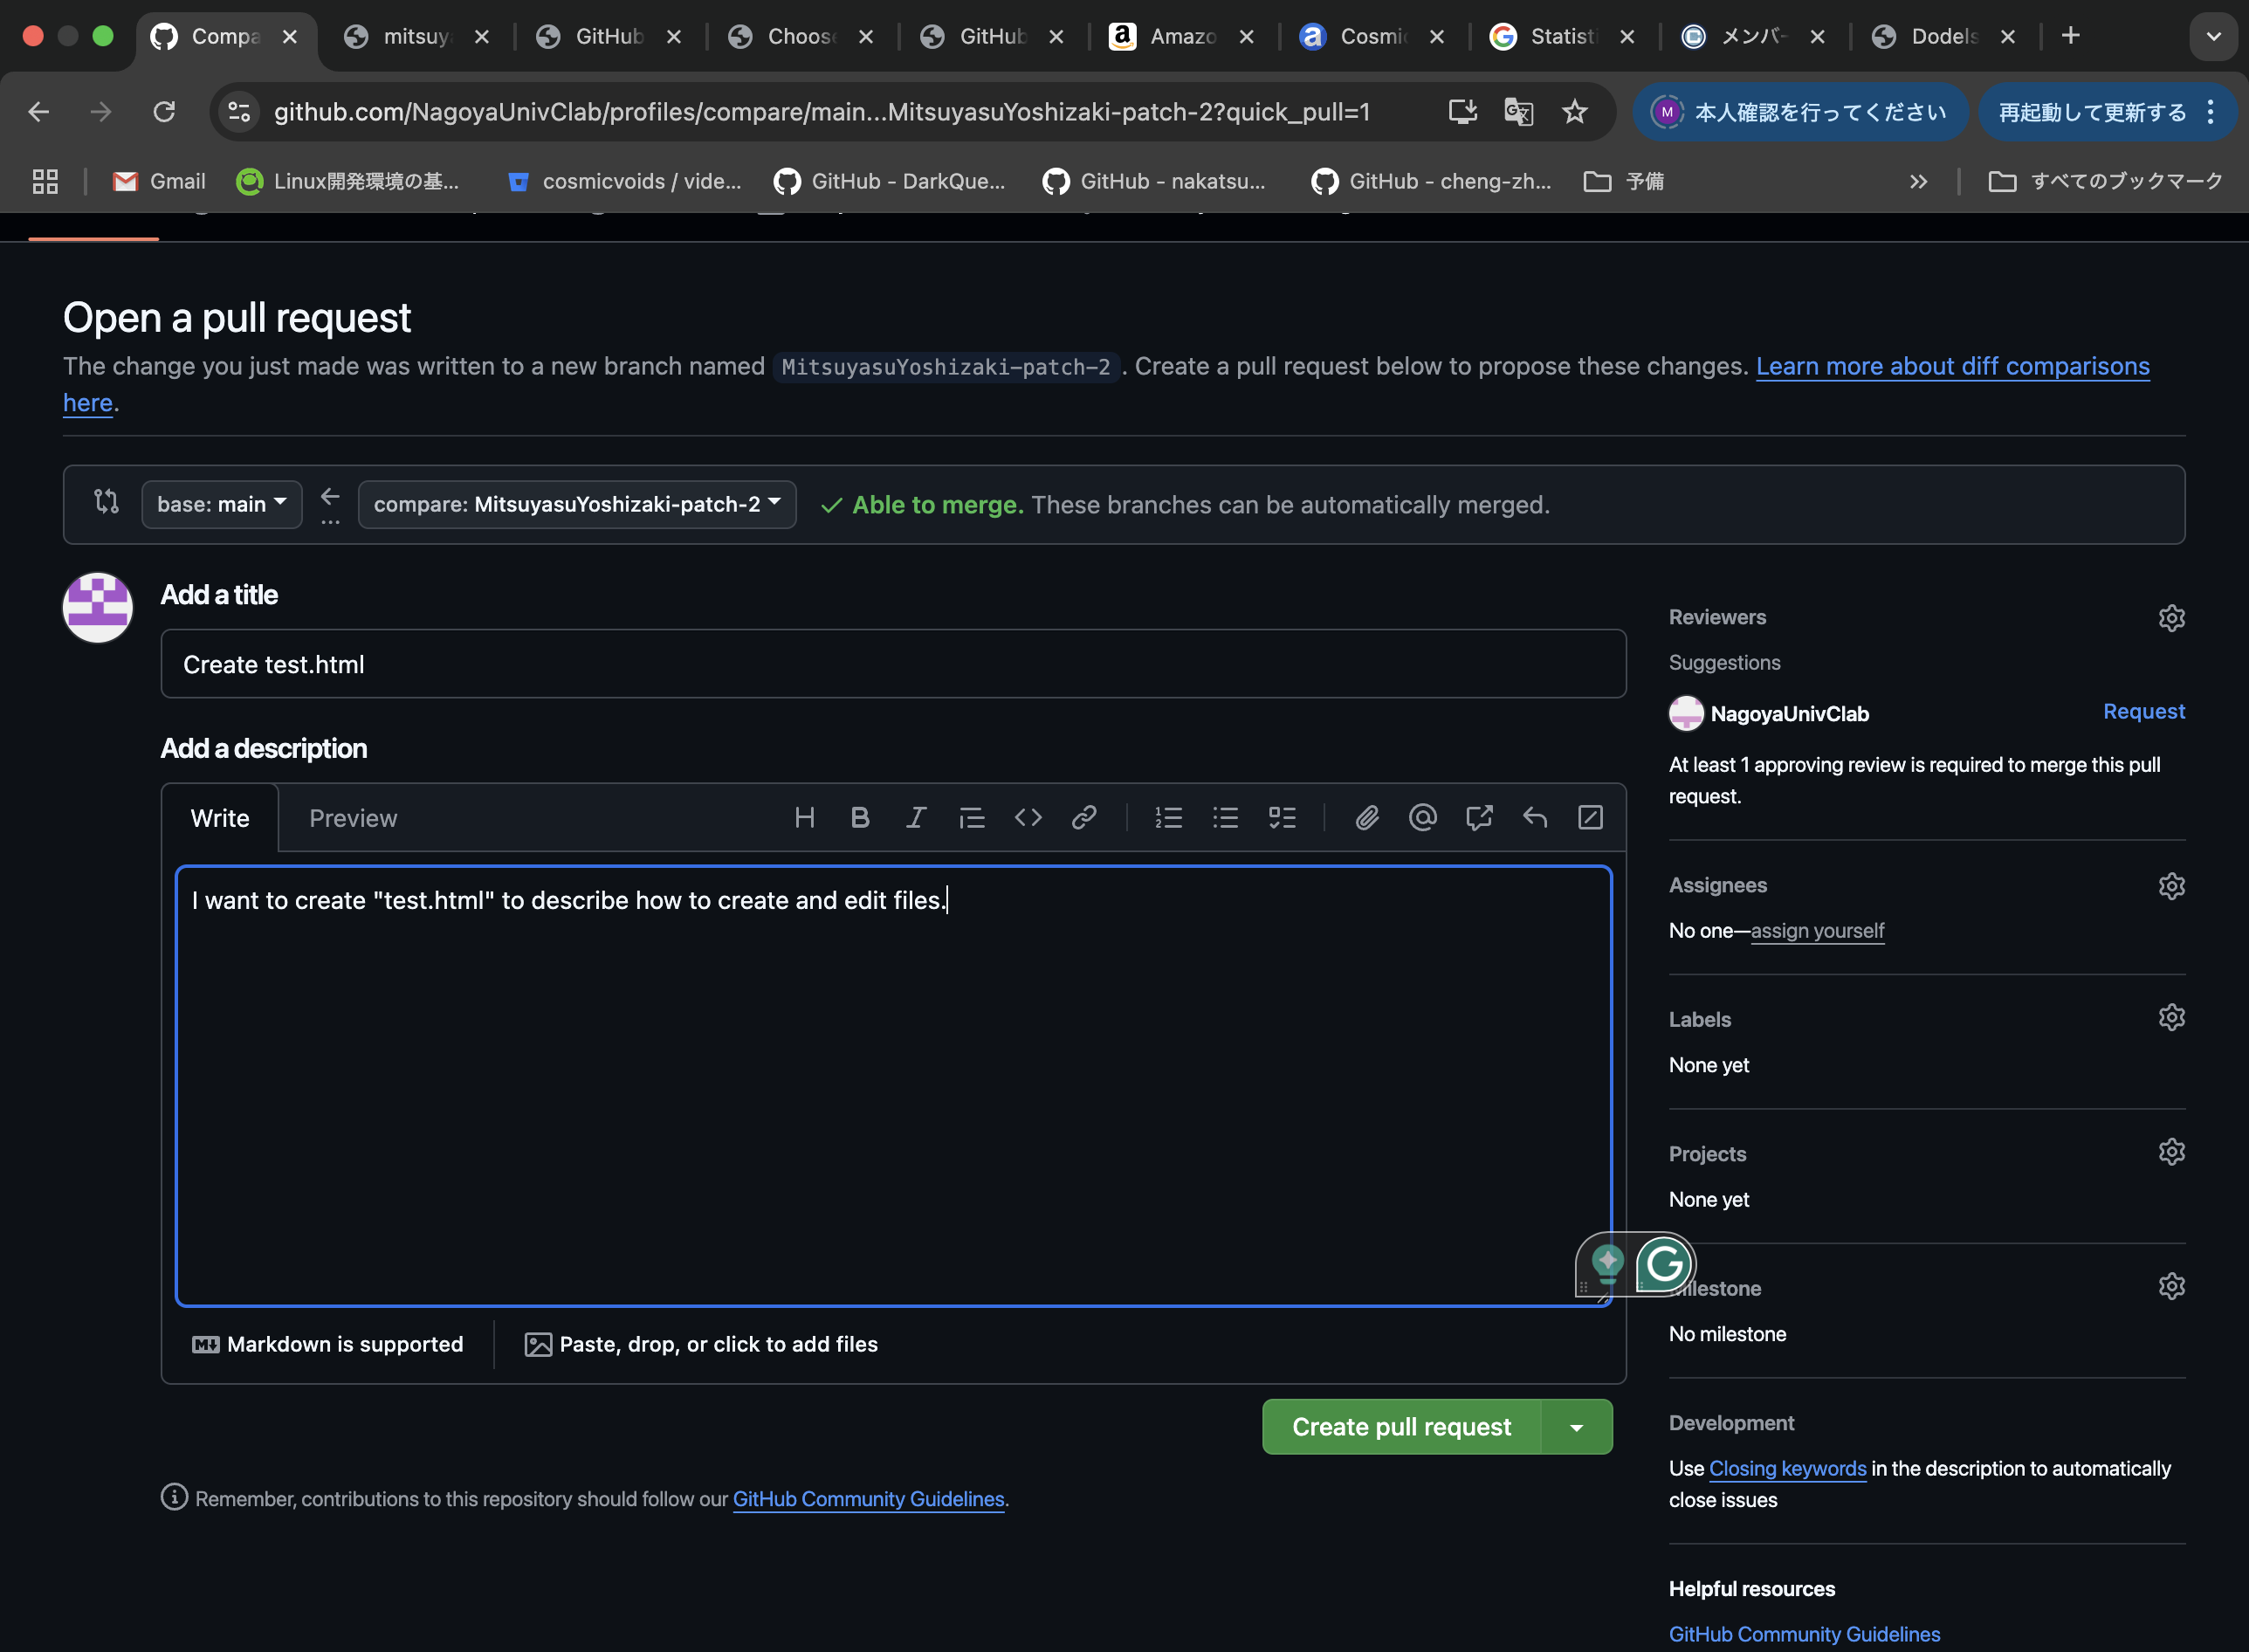 Compa
mitsuya
GitHub
Choose
GitHub
Amazo
Cosmic
Statisti
メンバー
Dodels
github.com/NagoyaUnivClab/profiles/compare/main...MitsuyasuYoshizaki-patch-2?quick_pull=1
M 本人確認を行ってください
再起動して更新する
Gmail
Linux開発環境の基...
cosmicvoids / vide...
GitHub - DarkQue...
GitHub - nakatsu...
GitHub - cheng-zh...
予備
すべてのブックマーク
Open a pull request
The change you just made was written to a new branch named MitsuyasuYoshizaki-patch-2 . Create a pull request below to propose these changes. Learn more about diff comparisons
here.
base: main
compare: MitsuyasuYoshizaki-patch-2
Able to merge. These branches can be automatically merged.
Add a title
Create test.html
Add a description
Write
Preview
I want to create "test.html" to describe how to create and edit files.
Markdown is supported
Paste, drop, or click to add files
Create pull request
Remember, contributions to this repository should follow our GitHub Community Guidelines.
Reviewers
Suggestions
NagoyaUnivClab
Request
At least 1 approving review is required to merge this pull
request.
Assignees
No one—assign yourself
Labels
None yet
Projects
None yet
Milestone
No milestone
Development
Use Closing keywords in the description to automatically
close issues
Helpful resources
GitHub Community Guidelines